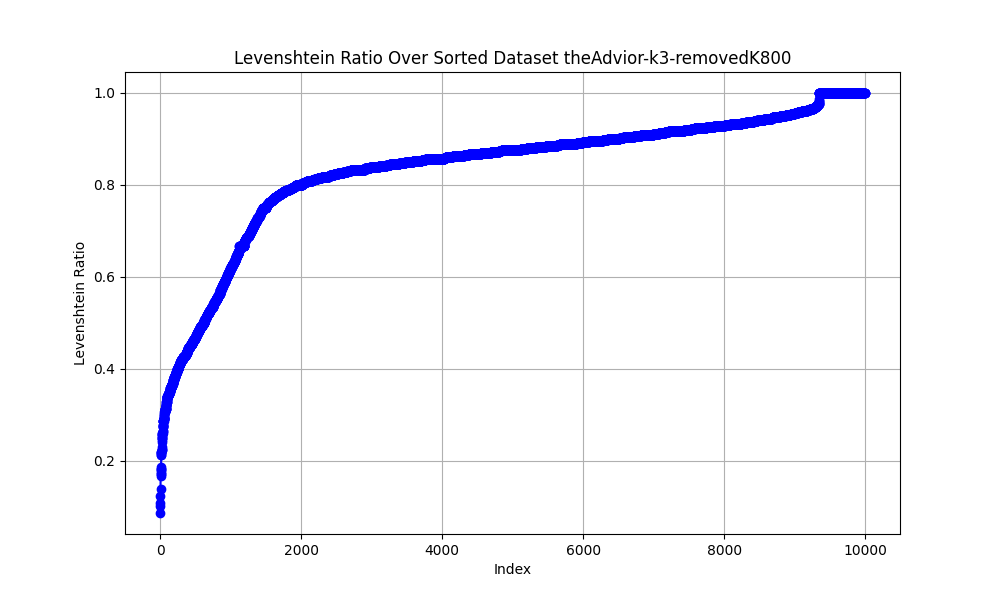 Levenshtein Ratio Over Sorted Dataset theAdvior-k3-removedK800
1.0
0.8
0.6
0.4
0.2
Levenshtein Ratio
0 2000 4000 6000 8000 10000
Index